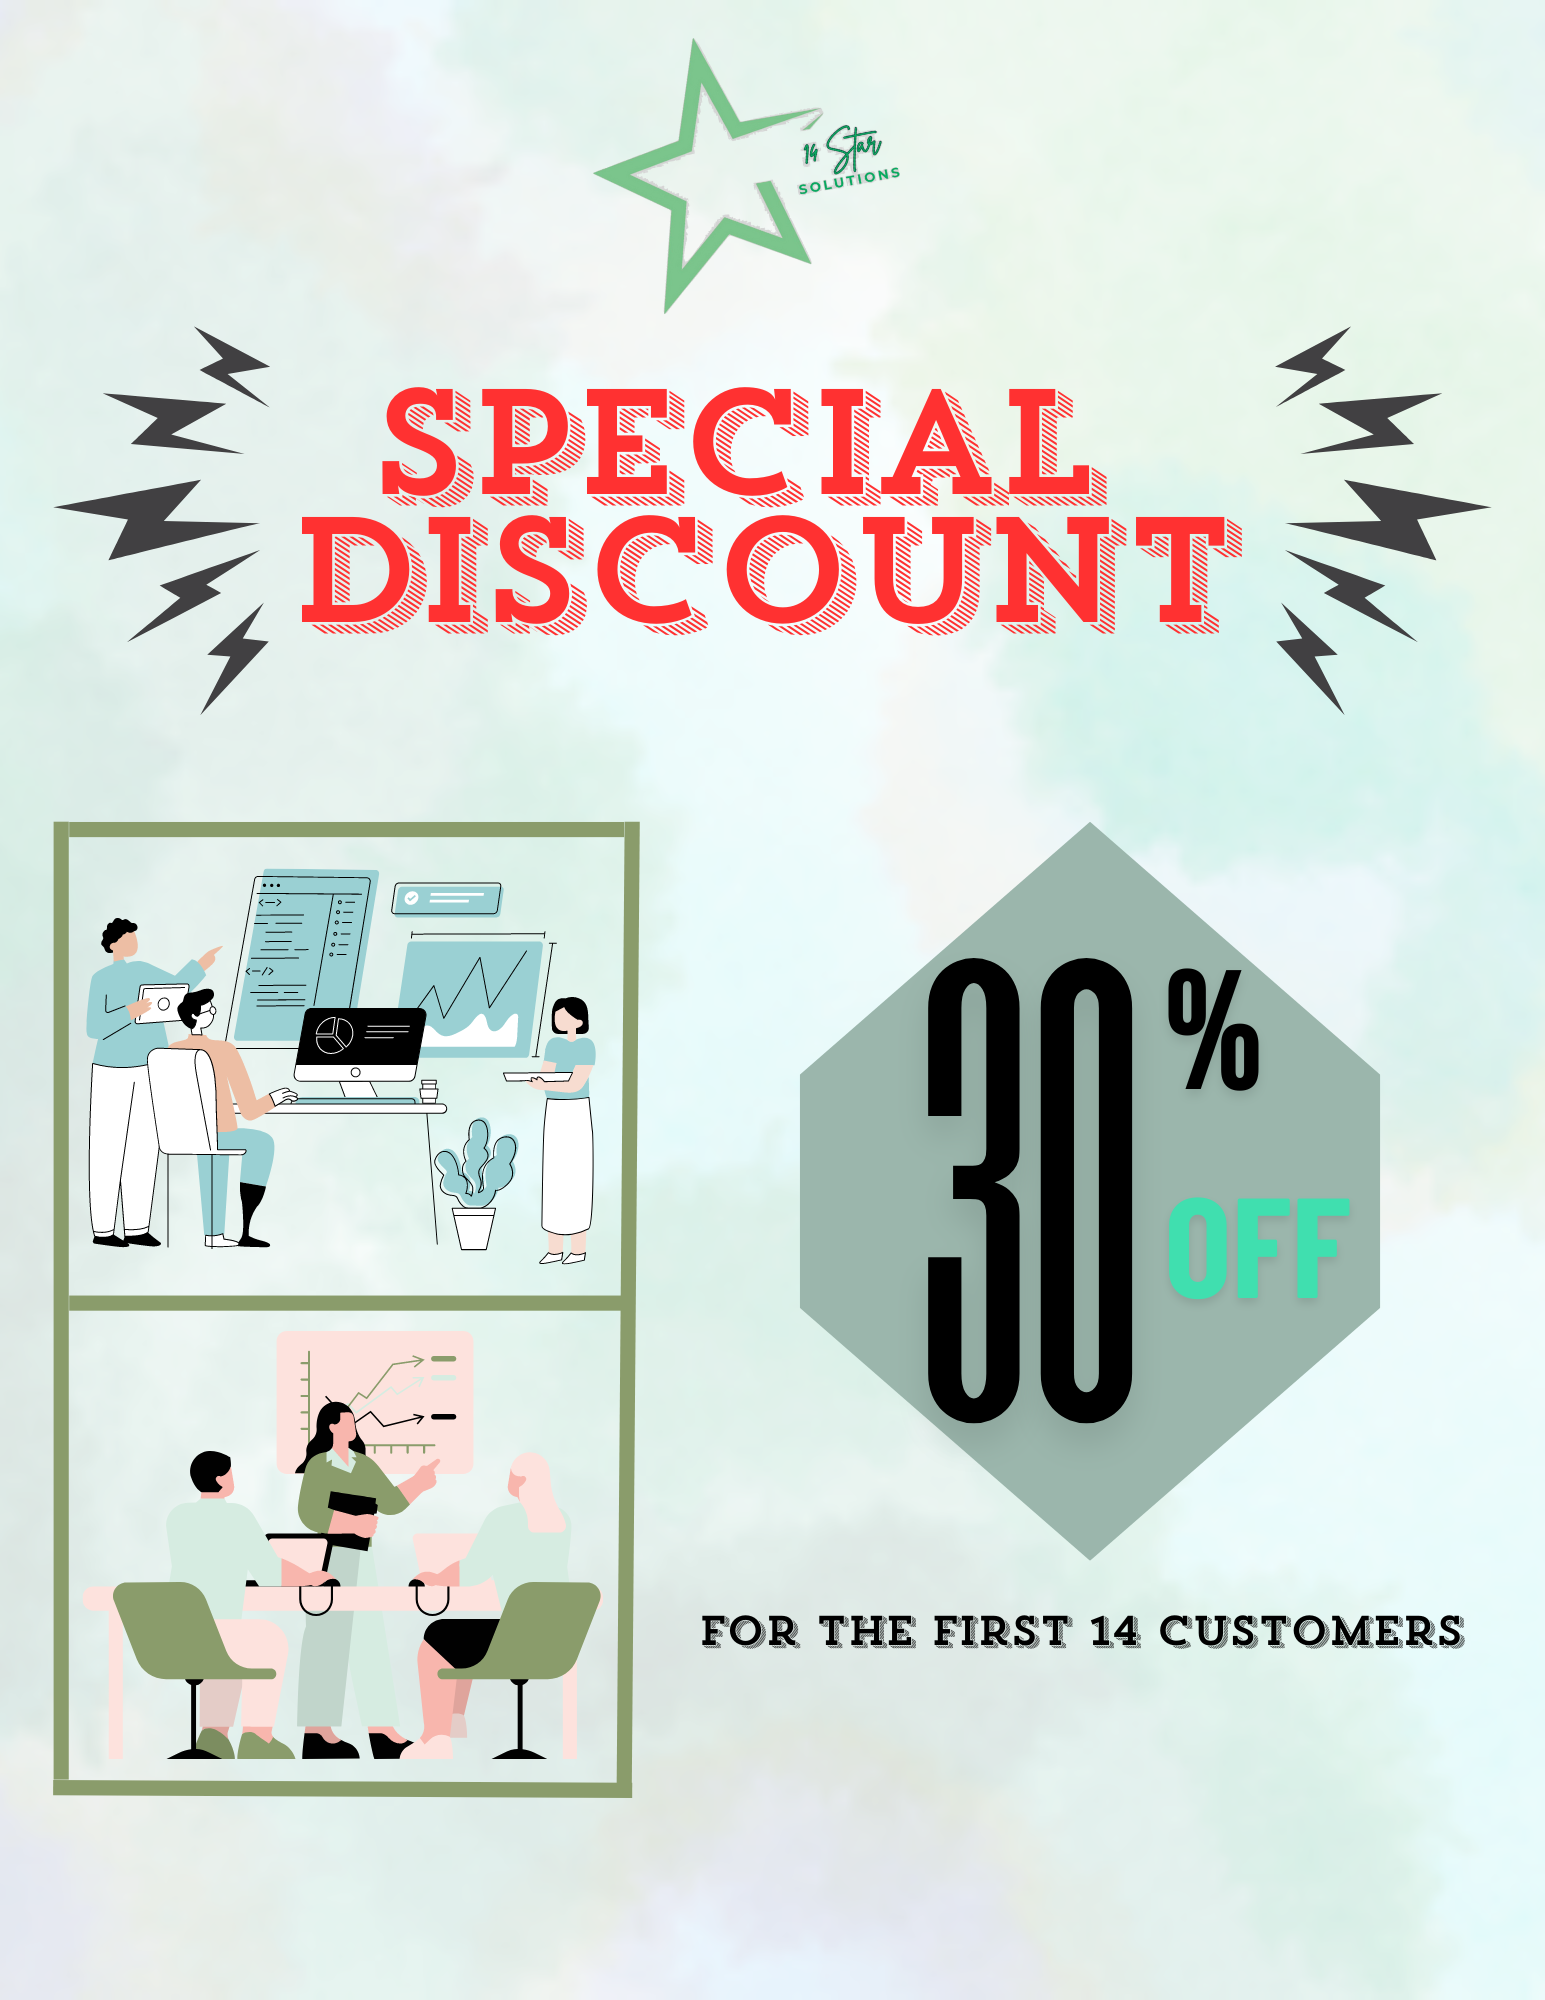 14 Star
SOLUTIONS
SPECIAL
DISCOUNT
30%
OFF
FOR THE FIRST 14 CUSTOMERS